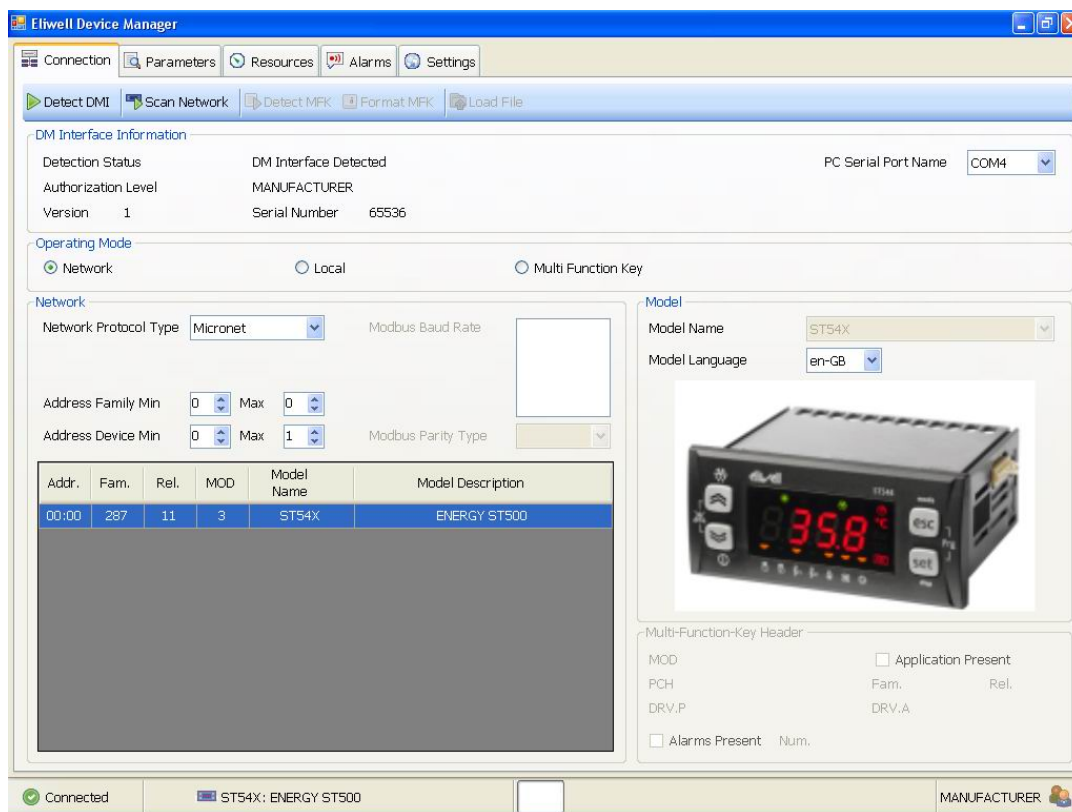 Eliwell Device Manager
Connection Parameters Resources Alarms Settings
Detect DMI Scan Network Detect MFK Format MFK Load File
DM Interface Information
Detection Status DM Interface Detected PC Serial Port Name COM4
Authorization Level MANUFACTURER
Version 1 Serial Number 65536
Operating Mode
Network Local Multi Function Key
Network
Network Protocol Type Micronet Modbus Baud Rate
Address Family Min 0 Max 0
Address Device Min 0 Max 1 Modbus Parity Type
Addr. Fam. Rel. MOD Model Name Model Description
00:00 287 11 3 ST54X ENERGY ST500
Model
Model Name ST54X
Model Language en-GB
eliwell
mode
35.8 °C
esc
Prg
set
Multi-Function-Key Header
MOD Application Present
PCH Fam. Rel.
DRV.P DRV.A
Alarms Present Num.
Connected ST54X: ENERGY ST500 MANUFACTURER